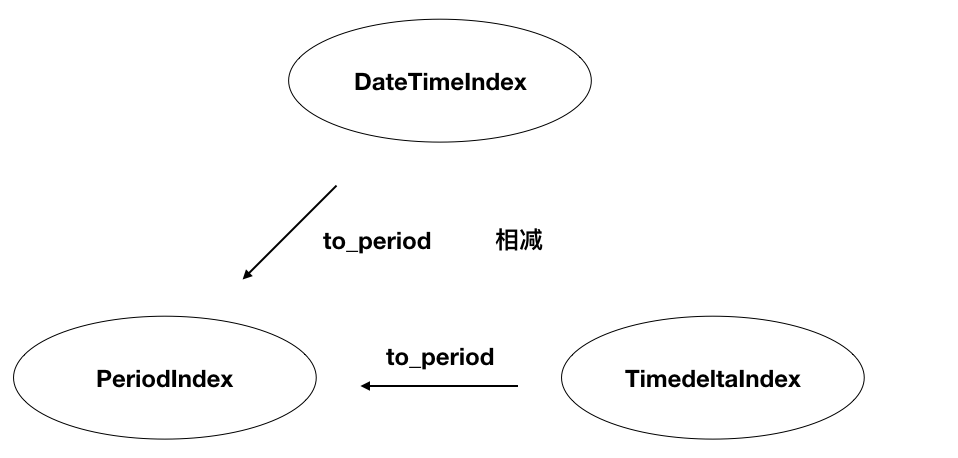 DateTimeIndex
to_period 相减
to_period
PeriodIndex
TimedeltaIndex